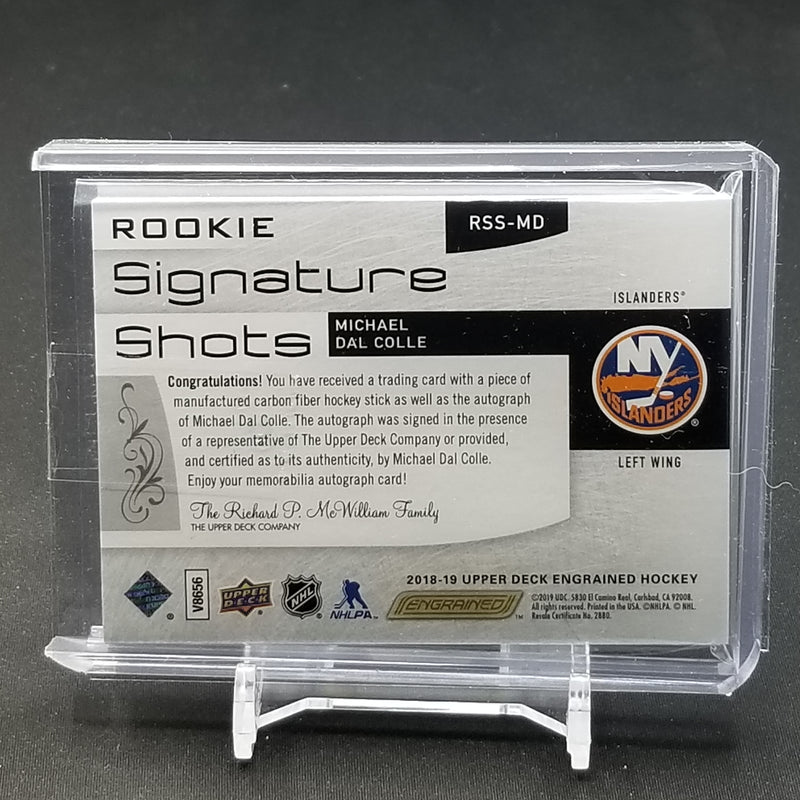 ROOKIE
RSS-MD
Signature
ISLANDERS®
Shots
MICHAEL
DAL COLLE
NY
ISLANDERS
®
LEFT WING
Congratulations! You have received a trading card with a piece of
manufactured carbon fiber hockey stick as well as the autograph
of Michael Dal Colle. The autograph was signed in the presence
of a representative of The Upper Deck Company or provided,
and certified as to its authenticity, by Michael Dal Colle.
Enjoy your memorabilia autograph card!
The Richard P. McWilliam Family
THE UPPER DECK COMPANY
®
V8656
UPPER
DECK
NHL
NHLPA
2018-19 UPPER DECK ENGRAINED HOCKEY
ENGRAINED
TM
©2019 UDC. 5830 El Camino Real, Carlsbad, CA 92008.
All rights reserved. Printed in the USA. ©NHLPA. © NHL.
Resale Certificate No. 2880.